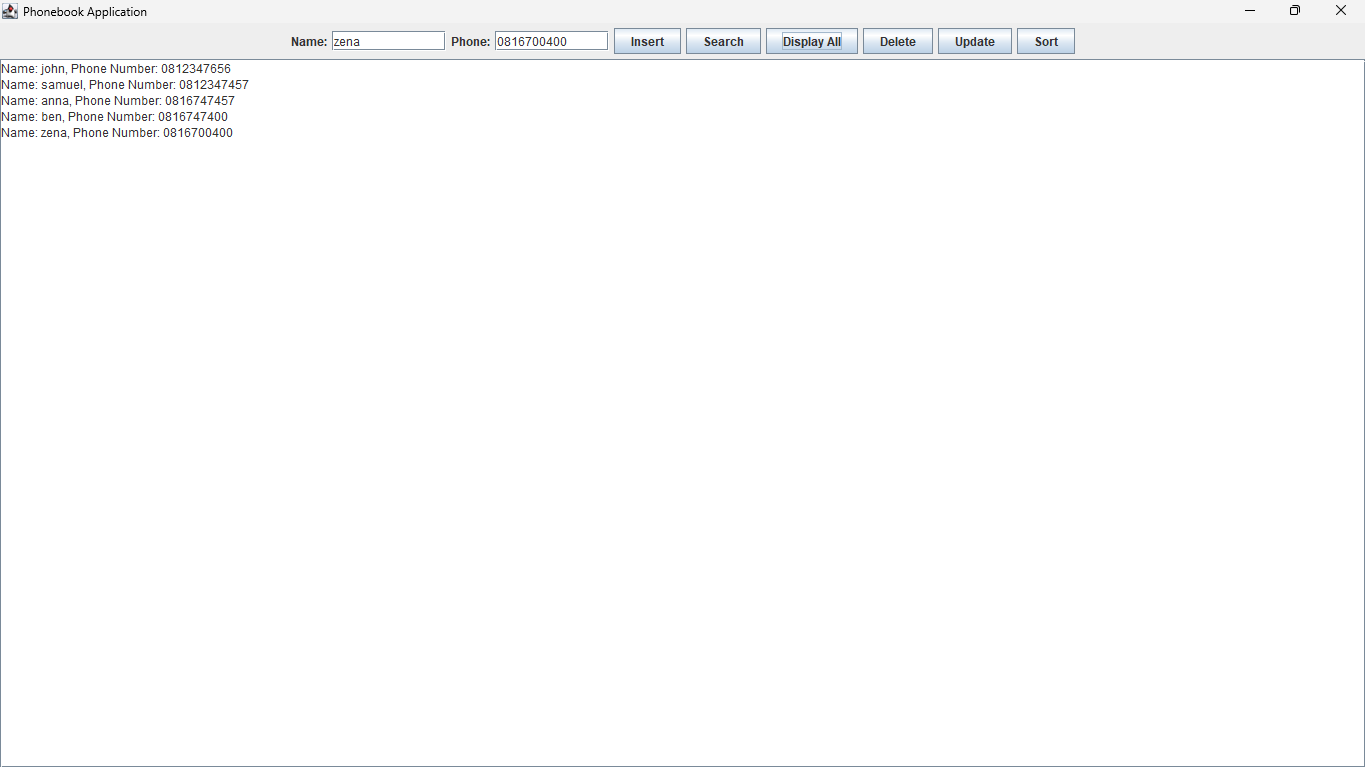 Phonebook Application
Name: zena Phone: 0816700400 Insert Search Display All Delete Update Sort
Name: john, Phone Number: 0812347656
Name: samuel, Phone Number: 0812347457
Name: anna, Phone Number: 0816747457
Name: ben, Phone Number: 0816747400
Name: zena, Phone Number: 0816700400